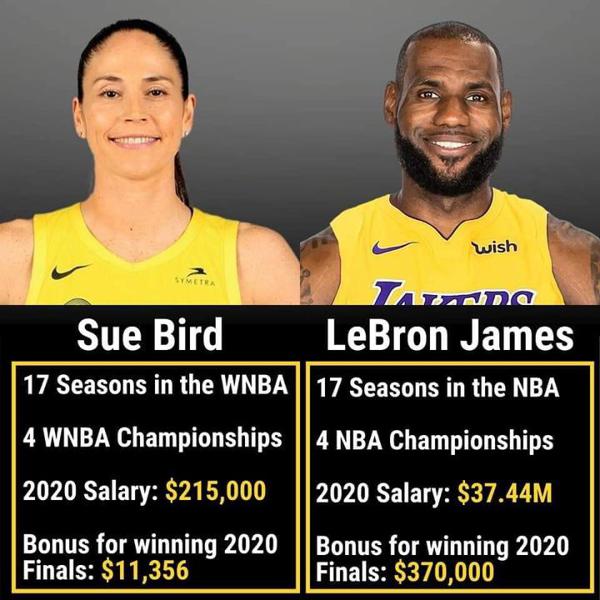 SYMETRA
wish
LAKERS
Sue Bird
17 Seasons in the WNBA
4 WNBA Championships
2020 Salary: $215,000
Bonus for winning 2020
Finals: $11,356
LeBron James
17 Seasons in the NBA
4 NBA Championships
2020 Salary: $37.44M
Bonus for winning 2020
Finals: $370,000